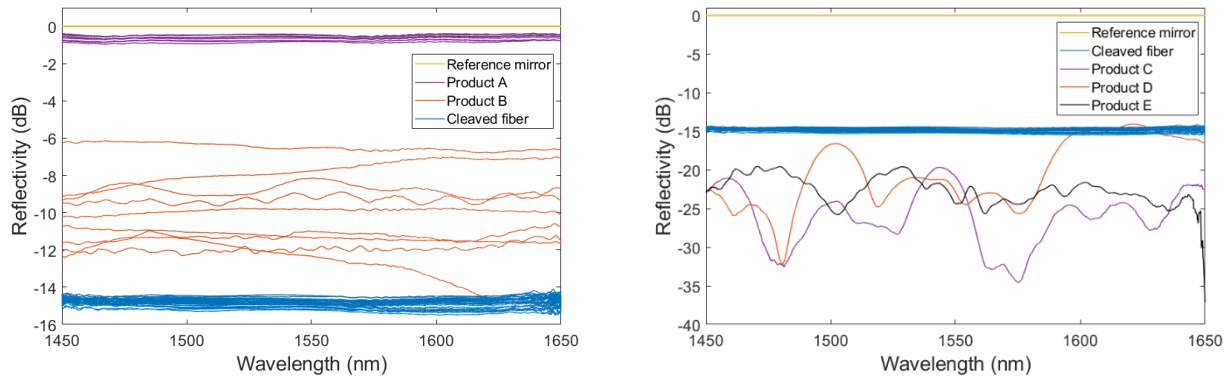 0
-2
-4
-6
-8
-10
-12
-14
-16
Reflectivity (dB)
Reference mirror
Product A
Product B
Cleaved fiber
1450
1500
1550
1600
1650
Wavelength (nm)
0
-5
-10
-15
-20
-25
-30
-35
-40
Reflectivity (dB)
Reference mirror
Cleaved fiber
Product C
Product D
Product E
1450
1500
1550
1600
1650
Wavelength (nm)